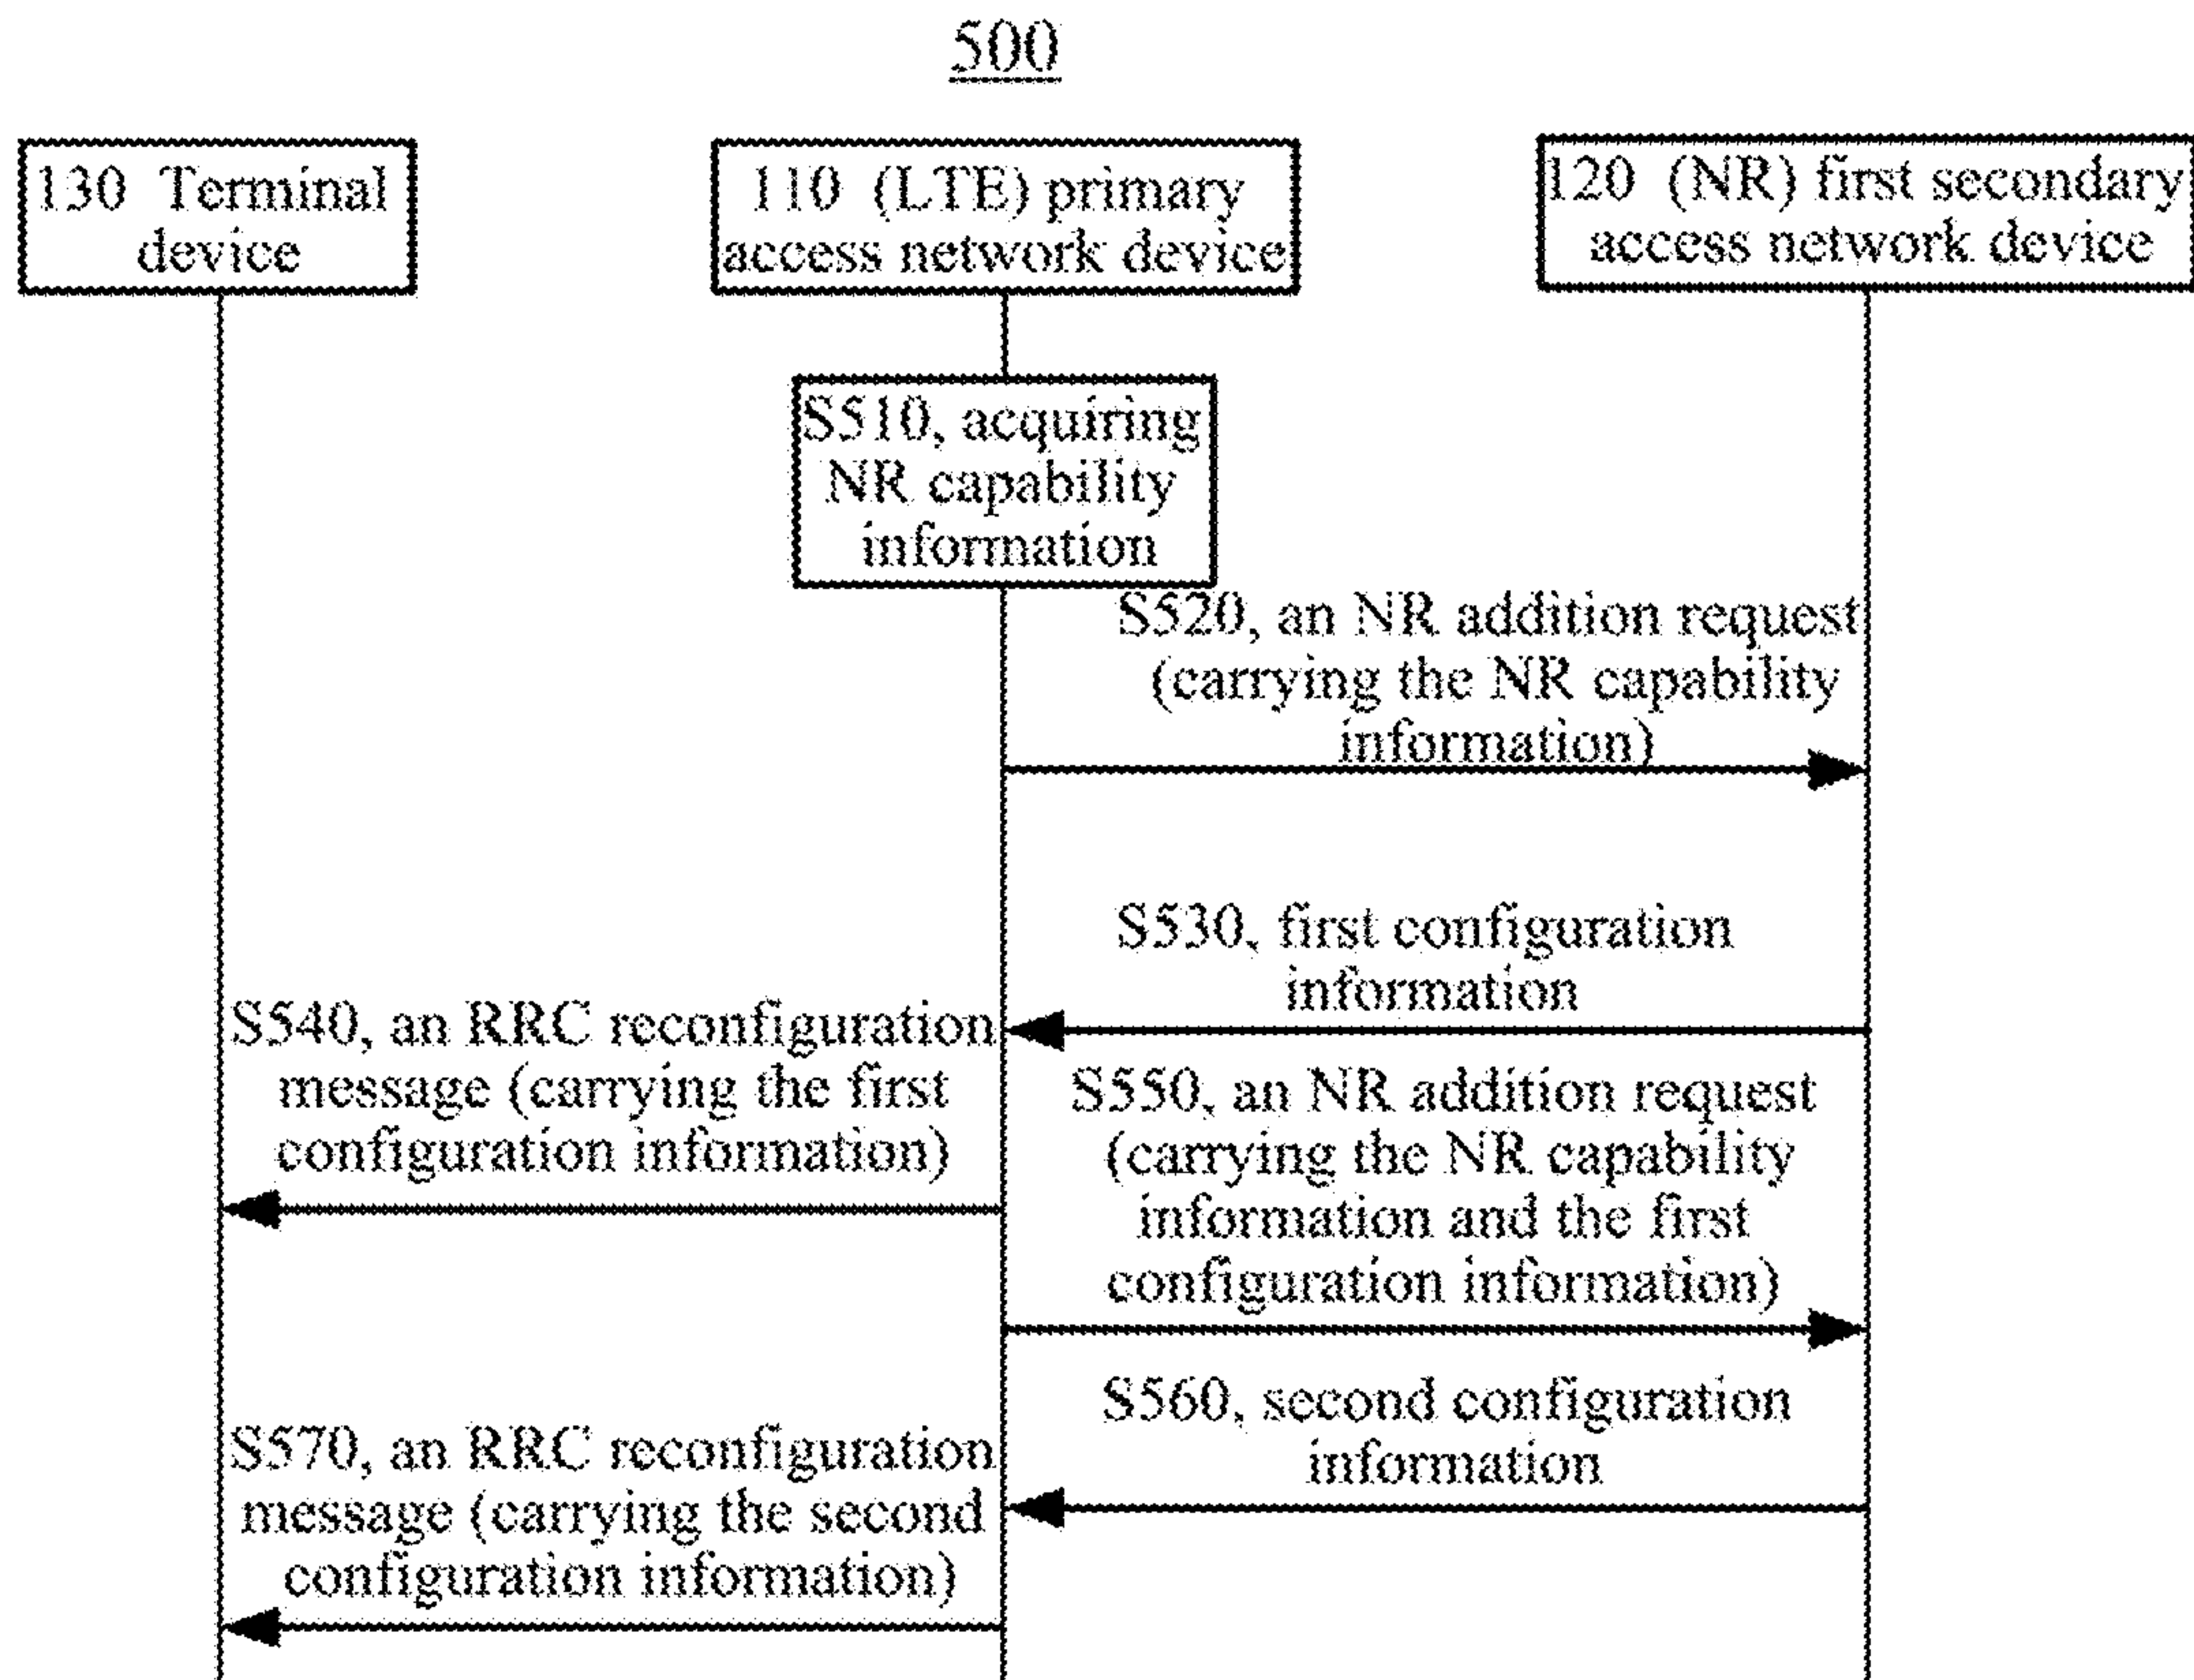 500
130 Terminal
device
110 (LTE) primary
access network device
120 (NR) first secondary
access network device
S510, acquiring
NR capability
information
S520, an NR addition request
(carrying the NR capability
information)
S530, first configuration
information
S540, an RRC reconfiguration
message (carrying the first
configuration information)
S550, an NR addition request
(carrying the NR capability
information and the first
configuration information)
S560, second configuration
information
S570, an RRC reconfiguration
message (carrying the second
configuration information)